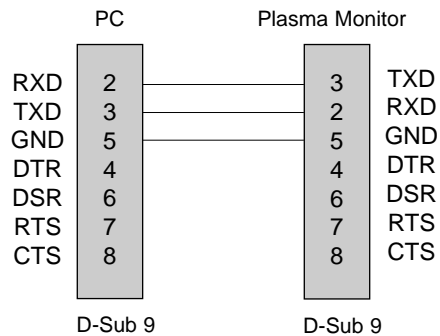 PC Plasma Monitor
RXD 2 3 TXD
TXD 3 2 RXD
GND 5 5 GND
DTR 4 4 DTR
DSR 6 6 DSR
RTS 7 7 RTS
CTS 8 8 CTS
D-Sub 9 D-Sub 9